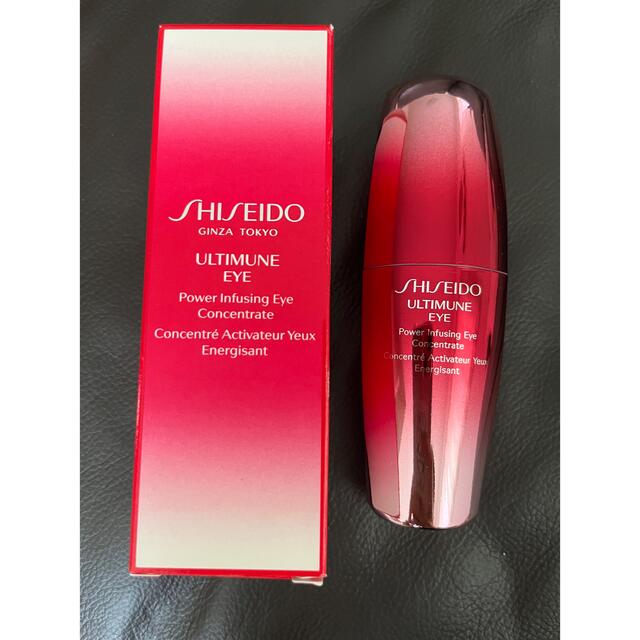 SHISEIDO
GINZA TOKYO
ULTIMUNE
EYE
Power Infusing Eye
Concentrate
Concentré Activateur Yeux
Energisant
SHISEIDO
ULTIMUNE
EYE
Power Infusing Eye
Concentrate
Concentré Activateur Yeux
Energisant